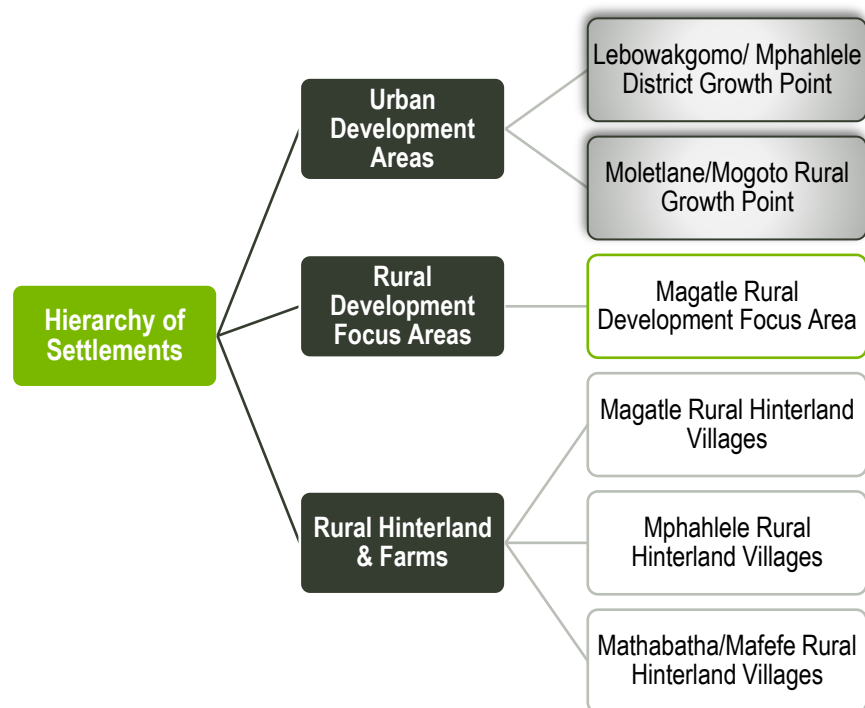 Hierarchy of
Settlements
Urban
Development
Areas
Lebowakgomo/ Mphahlele
District Growth Point
Moletlane/Mogoto Rural
Growth Point
Rural
Development
Focus Areas
Magatle Rural
Development Focus Area
Rural Hinterland
& Farms
Magatle Rural Hinterland
Villages
Mphahlele Rural
Hinterland Villages
Mathabatha/Mafefe Rural
Hinterland Villages